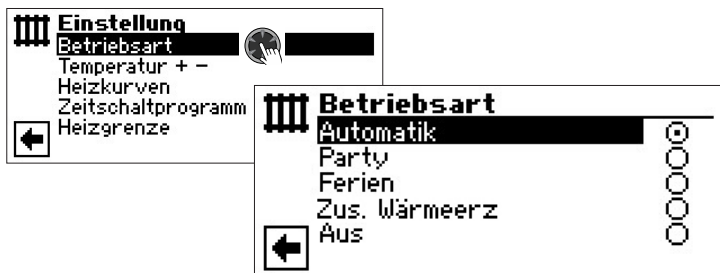 Einstellung
Betriebsart
Temperatur + −
Heizkurven
Zeitschaltprogramm
Heizgrenze
Betriebsart
Automatik
Party
Ferien
Zus. Wärmeerz
Aus